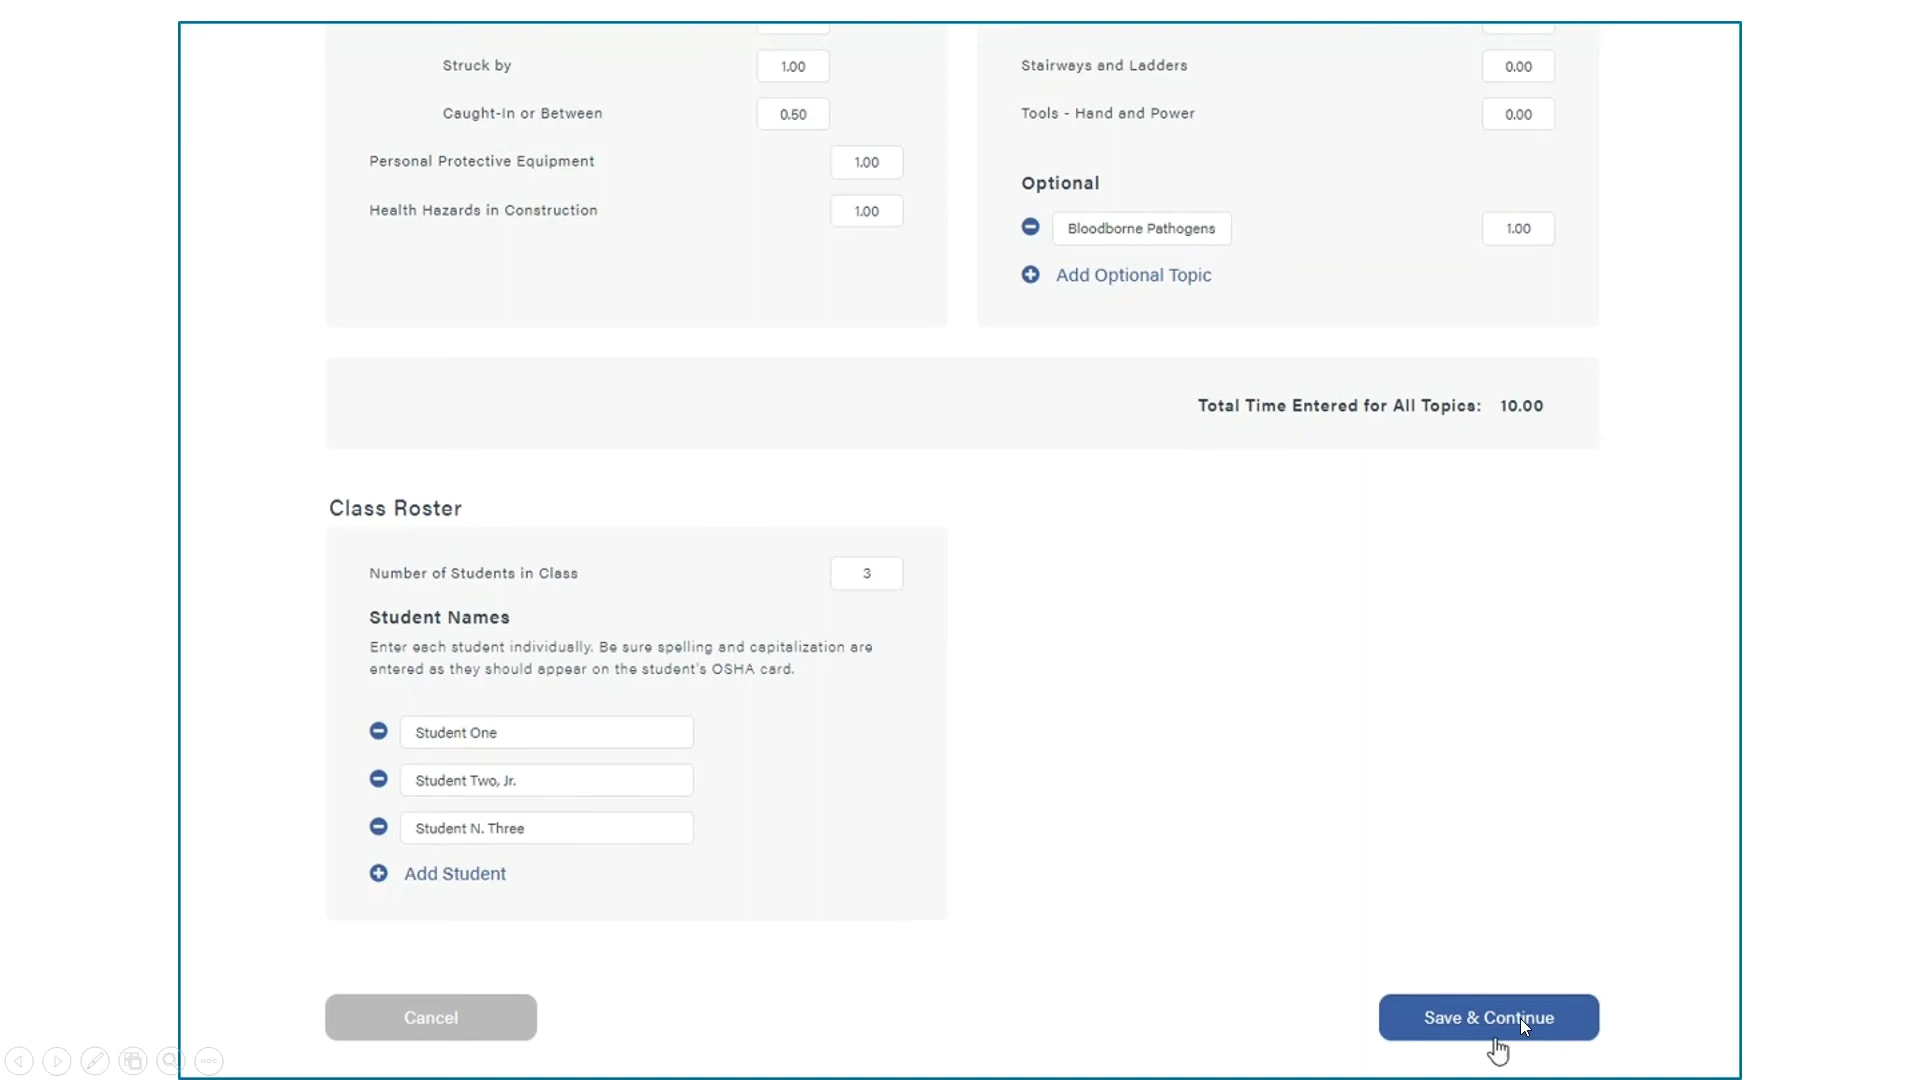 Struck by 1.00
Caught-In or Between 0.50
Personal Protective Equipment 1.00
Health Hazards in Construction 1.00
Stairways and Ladders 0.00
Tools - Hand and Power 0.00
Optional
Bloodborne Pathogens 1.00
Add Optional Topic
Total Time Entered for All Topics: 10.00
Class Roster
Number of Students in Class 3
Student Names
Enter each student individually. Be sure spelling and capitalization are
entered as they should appear on the student's OSHA card.
Student One
Student Two, Jr.
Student N. Three
Add Student
Cancel
Save & Continue